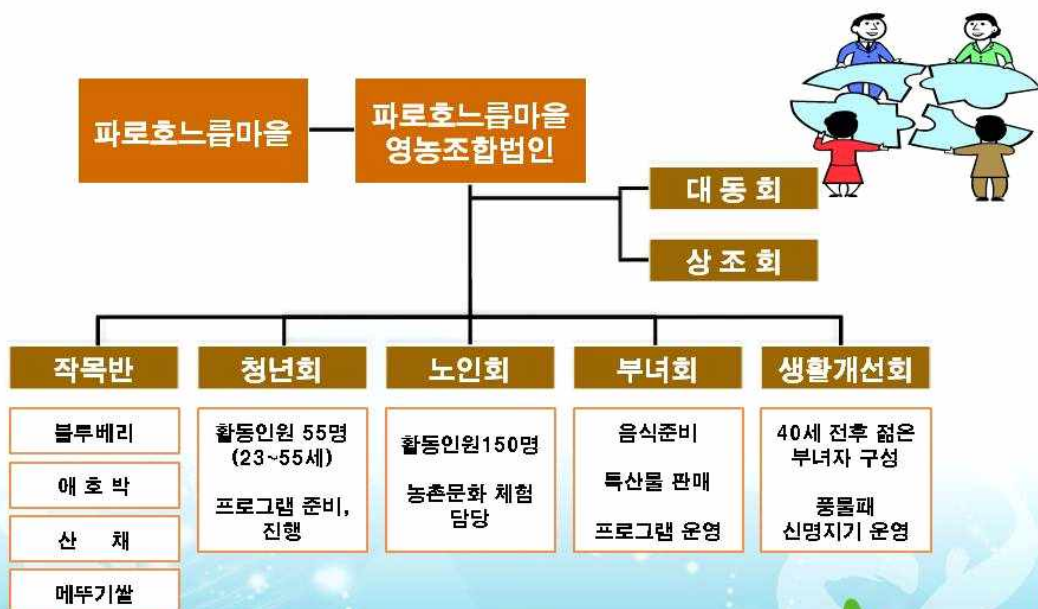 파로호느릅마을
파로호느릅마을
영농조합법인
대 동 회
상 조 회
작목반
청년회
노인회
부녀회
생활개선회
블루베리
애 호 박
산 채
메뚜기쌀
활동인원 55명
(23~55세)
프로그램 준비,
진행
활동인원150명
농촌문화 체험
담당
음식준비
특산물 판매
프로그램 운영
40세 전후 젊은
부녀자 구성
풍물패
신명지기 운영